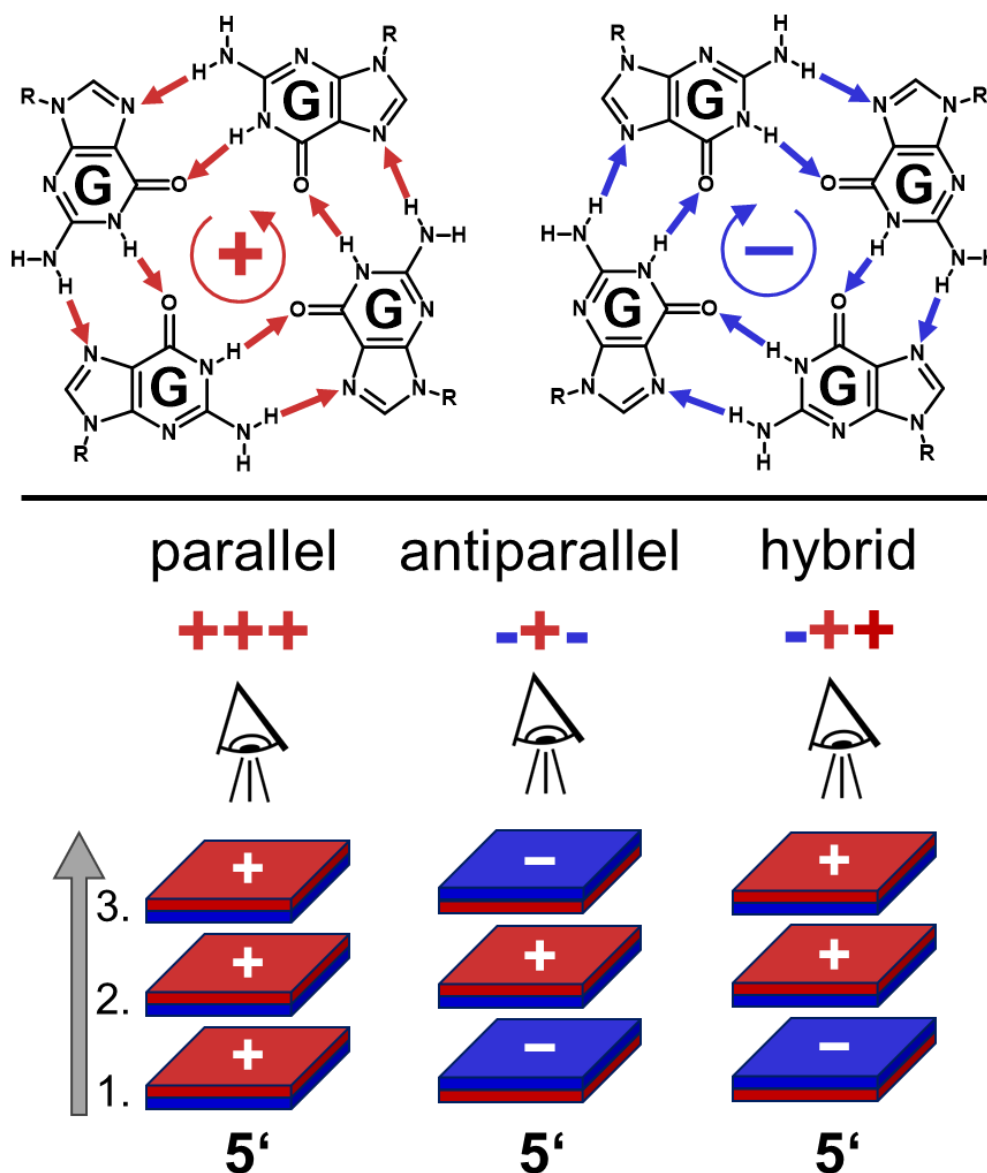 H H
R R
H N N N N H
H N N H
R N G G N R
N N
H N N N N H
N G O O O O G N
H H
N N
H H H N H H N H H H
N N N N H
H + − H
O O G N N G O O
N N H H N N
G G
N N N N
N H R R H N
N N N N
R H H R
parallel antiparallel hybrid
+++ -+- -++
+ − +
3.
+ + +
2.
+ − −
1.
5‘ 5‘ 5‘